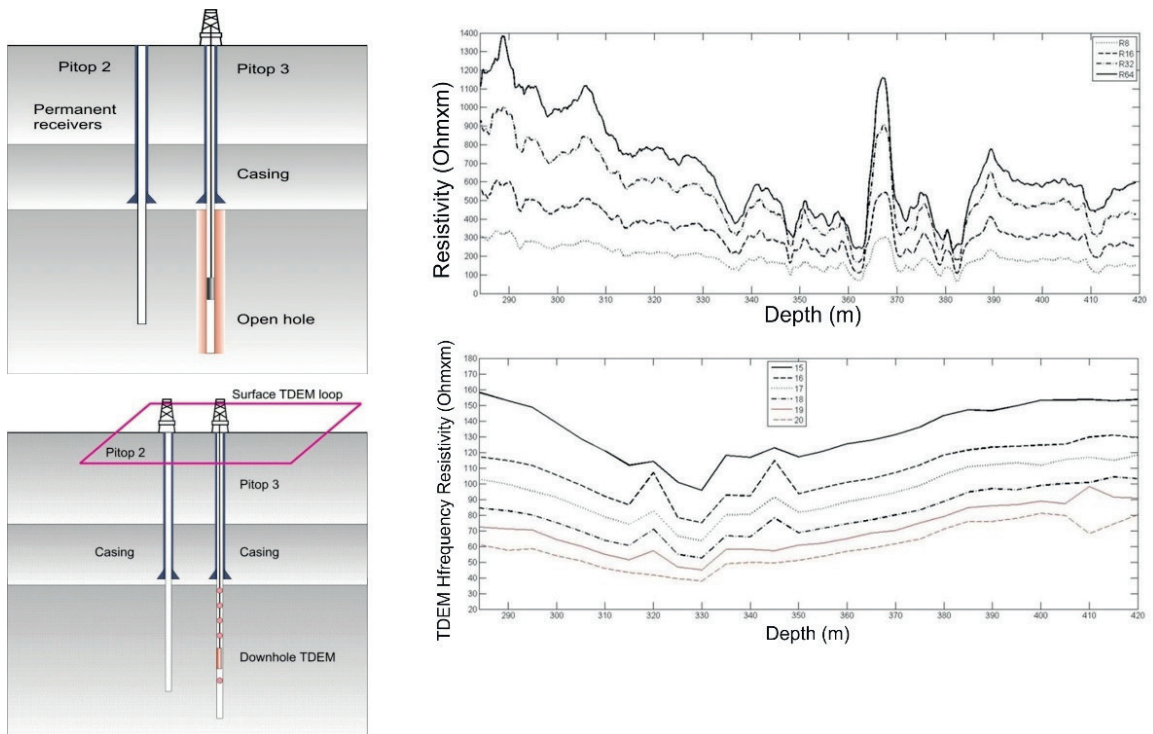 Pitop 2
Pitop 3
Permanent
receivers
Casing
Open hole
Surface TDEM loop
Pitop 2
Pitop 3
Casing
Casing
Downhole TDEM
Resistivity (Ohmxm)
1400
1300
1200
1100
1000
900
800
700
600
500
400
300
200
100
0
R8
R16
R32
R64
290 300 310 320 330 340 350 360 370 380 390 400 410 420
Depth (m)
TDEM Hfrequency Resistivity (Ohmxm)
180
170
160
150
140
130
120
110
100
90
80
70
60
50
40
30
20
15
16
17
18
19
20
290 300 310 320 330 340 350 360 370 380 390 400 410 420
Depth (m)